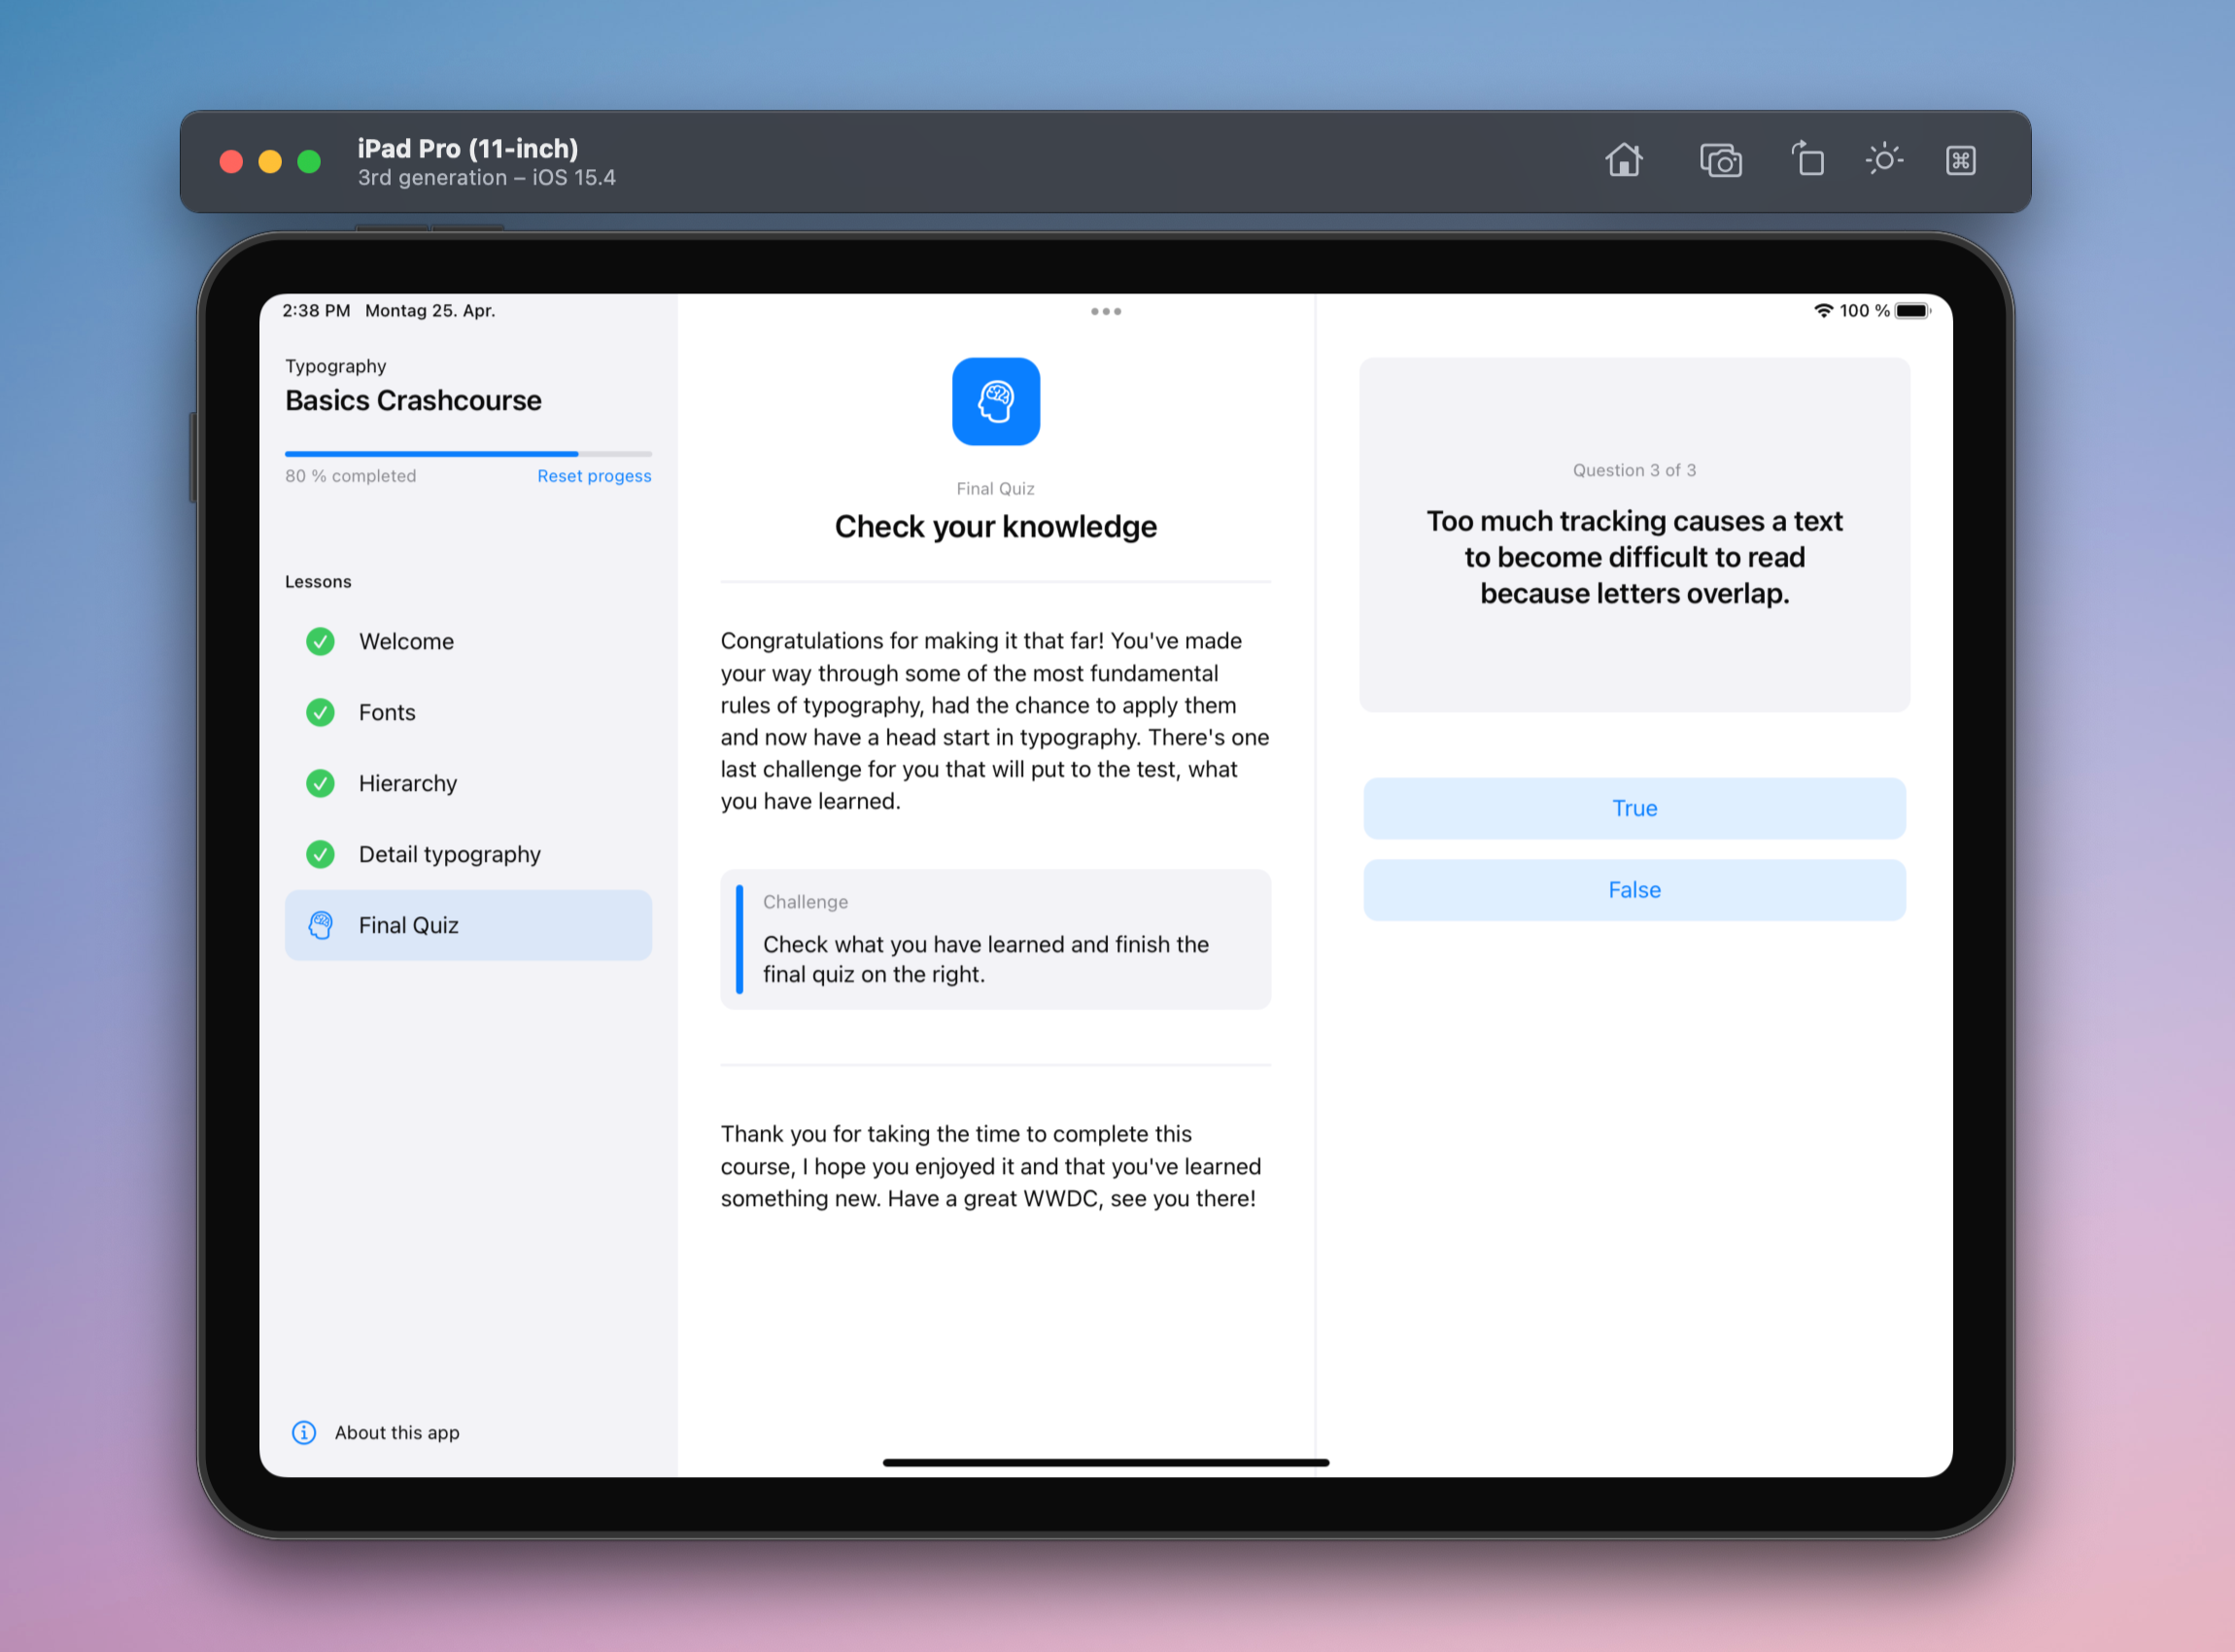 iPad Pro (11-inch)
3rd generation – iOS 15.4
2:38 PM Montag 25. Apr.
100 %
Typography
Basics Crashcourse
80 % completed
Reset progess
Lessons
Welcome
Fonts
Hierarchy
Detail typography
Final Quiz
About this app
Final Quiz
Check your knowledge
Congratulations for making it that far! You've made
your way through some of the most fundamental
rules of typography, had the chance to apply them
and now have a head start in typography. There's one
last challenge for you that will put to the test, what
you have learned.
Challenge
Check what you have learned and finish the
final quiz on the right.
Thank you for taking the time to complete this
course, I hope you enjoyed it and that you've learned
something new. Have a great WWDC, see you there!
Question 3 of 3
Too much tracking causes a text
to become difficult to read
because letters overlap.
True
False